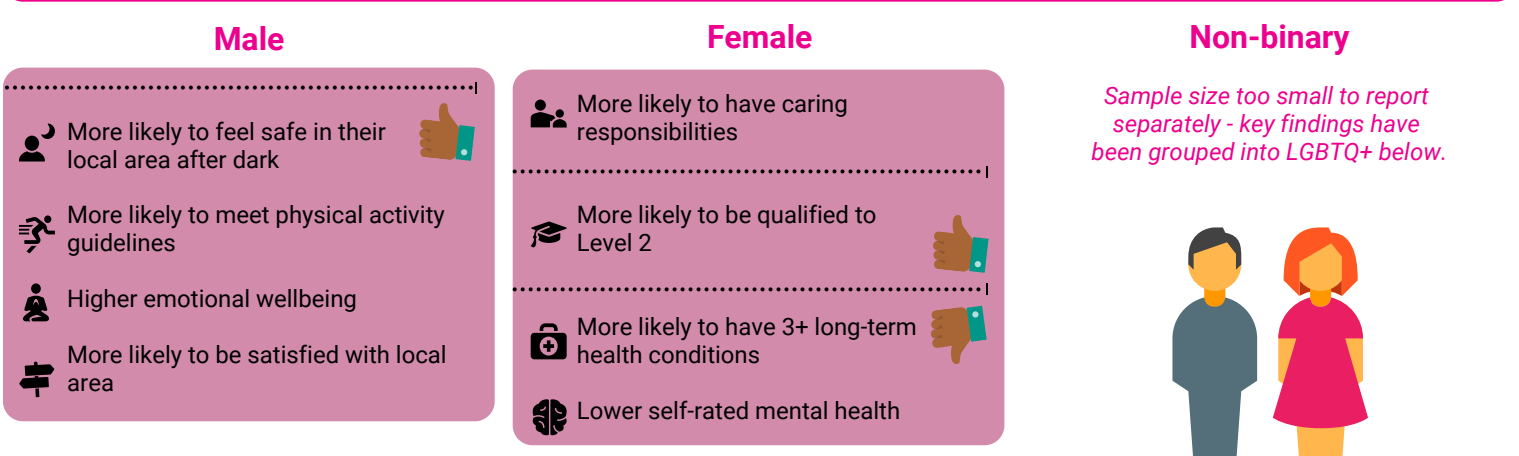 Male
More likely to feel safe in their
local area after dark
More likely to meet physical activity
guidelines
Higher emotional wellbeing
More likely to be satisfied with local
area
Female
More likely to have caring
responsibilities
More likely to be qualified to
Level 2
More likely to have 3+ long-term
health conditions
Lower self-rated mental health
Non-binary
Sample size too small to report
separately - key findings have
been grouped into LGBTQ+ below.